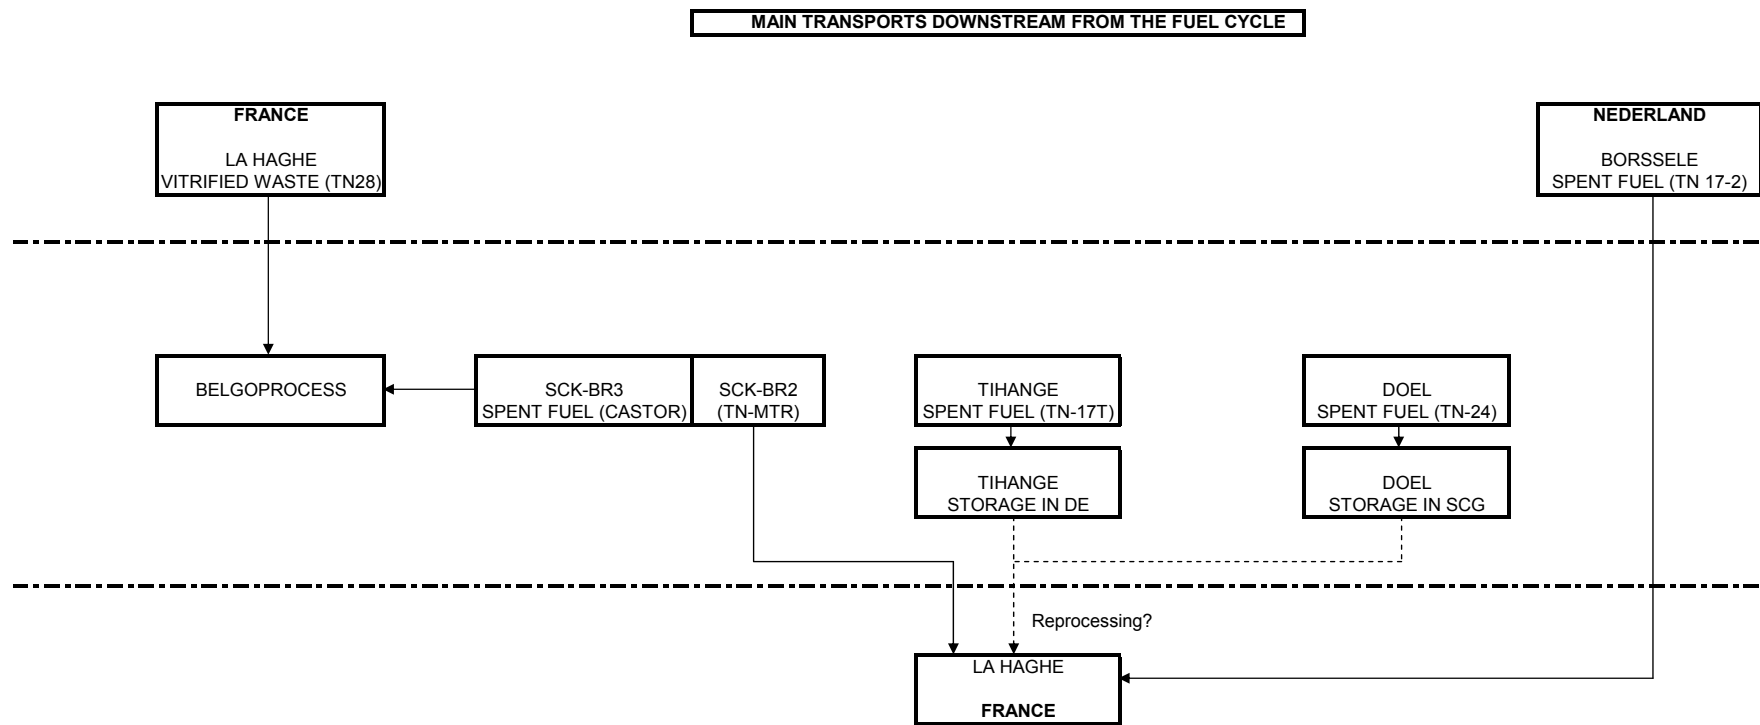 MAIN TRANSPORTS DOWNSTREAM FROM THE FUEL CYCLE
FRANCE
LA HAGHE
VITRIFIED WASTE (TN28)
NEDERLAND
BORSSELE
SPENT FUEL (TN 17-2)
BELGOPROCESS
SCK-BR3
SPENT FUEL (CASTOR)
SCK-BR2
(TN-MTR)
TIHANGE
SPENT FUEL (TN-17T)
DOEL
SPENT FUEL (TN-24)
TIHANGE
STORAGE IN DE
DOEL
STORAGE IN SCG
Reprocessing?
LA HAGHE
FRANCE